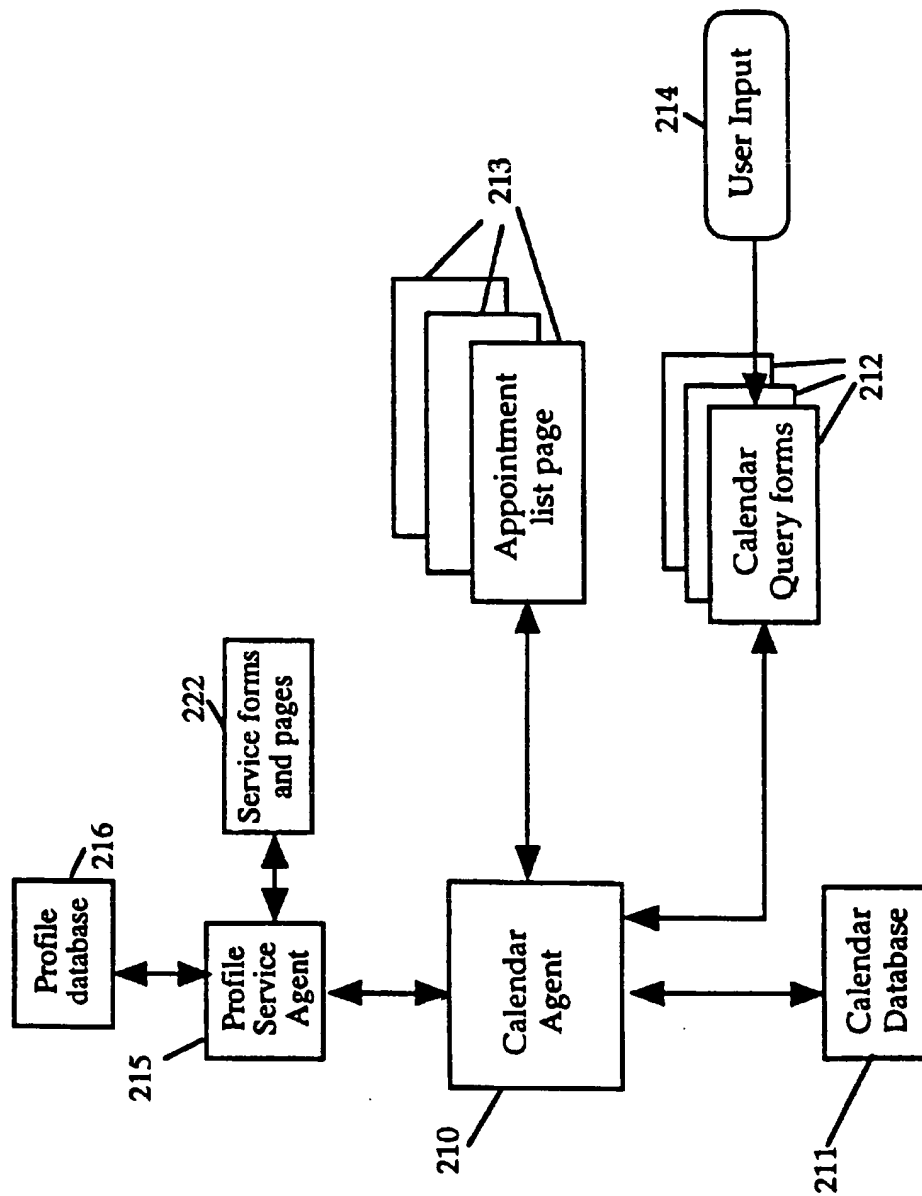 216
Profile
database
222
Service forms
and pages
215
Profile
Service
Agent
213
Appointment
list page
214
User Input
210
Calendar
Agent
212
Calendar
Query forms
211
Calendar
Database